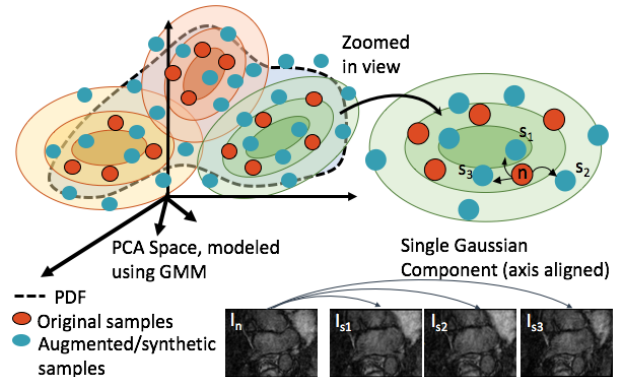 Zoomed
in view
s1
s3
n
s2
PCA Space, modeled
using GMM
Single Gaussian
Component (axis aligned)
PDF
Original samples
Augmented/synthetic
samples
In
Is1
Is2
Is3